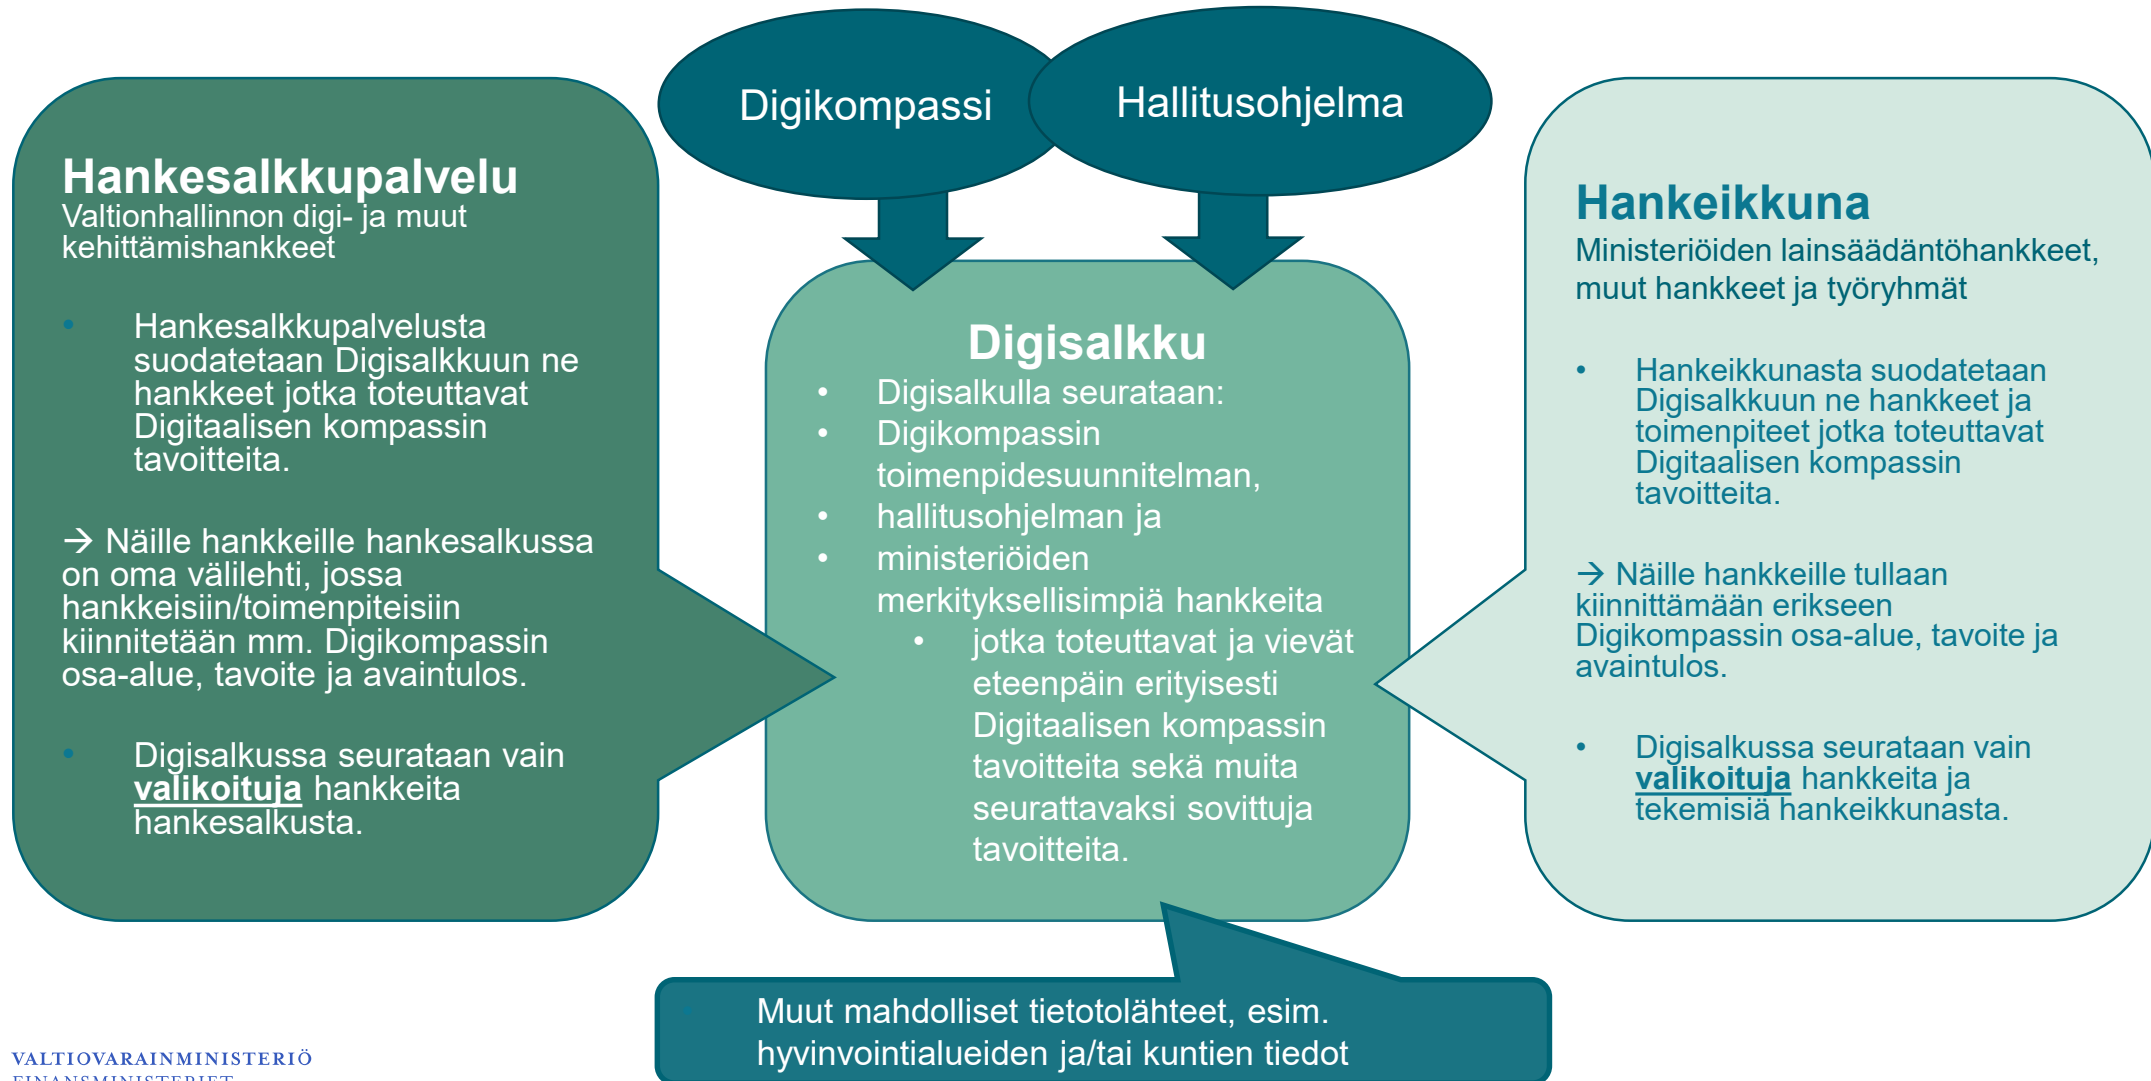 Digikompassi
Hallitusohjelma
Hankesalkkupalvelu
Valtionhallinnon digi- ja muut
kehittämishankkeet
• Hankesalkkupalvelusta
suodatetaan Digisalkkuun ne
hankkeet jotka toteuttavat
Digitaalisen kompassin
tavoitteita.
→ Näille hankkeille hankesalkussa
on oma välilehti, jossa
hankkeisiin/toimenpiteisiin
kiinnitetään mm. Digikompassin
osa-alue, tavoite ja avaintulos.
• Digisalkussa seurataan vain
valikoituja hankkeita
hankesalkusta.
Digisalkku
• Digisalkulla seurataan:
• Digikompassin
toimenpidesuunnitelman,
• hallitusohjelman ja
• ministeriöiden
merkityksellisimpiä hankkeita
• jotka toteuttavat ja vievät
eteenpäin erityisesti
Digitaalisen kompassin
tavoitteita sekä muita
seurattavaksi sovittuja
tavoitteita.
Hankeikkuna
Ministeriöiden lainsäädäntöhankkeet,
muut hankkeet ja työryhmät
• Hankeikkunasta suodatetaan
Digisalkkuun ne hankkeet ja
toimenpiteet jotka toteuttavat
Digitaalisen kompassin
tavoitteita.
→ Näille hankkeille tullaan
kiinnittämään erikseen
Digikompassin osa-alue, tavoite ja
avaintulos.
• Digisalkussa seurataan vain
valikoituja hankkeita ja
tekemisiä hankeikkunasta.
Muut mahdolliset tietotolähteet, esim.
hyvinvointialueiden ja/tai kuntien tiedot
VALTIOVARAINMINISTERIÖ
FINANSMINISTERIET